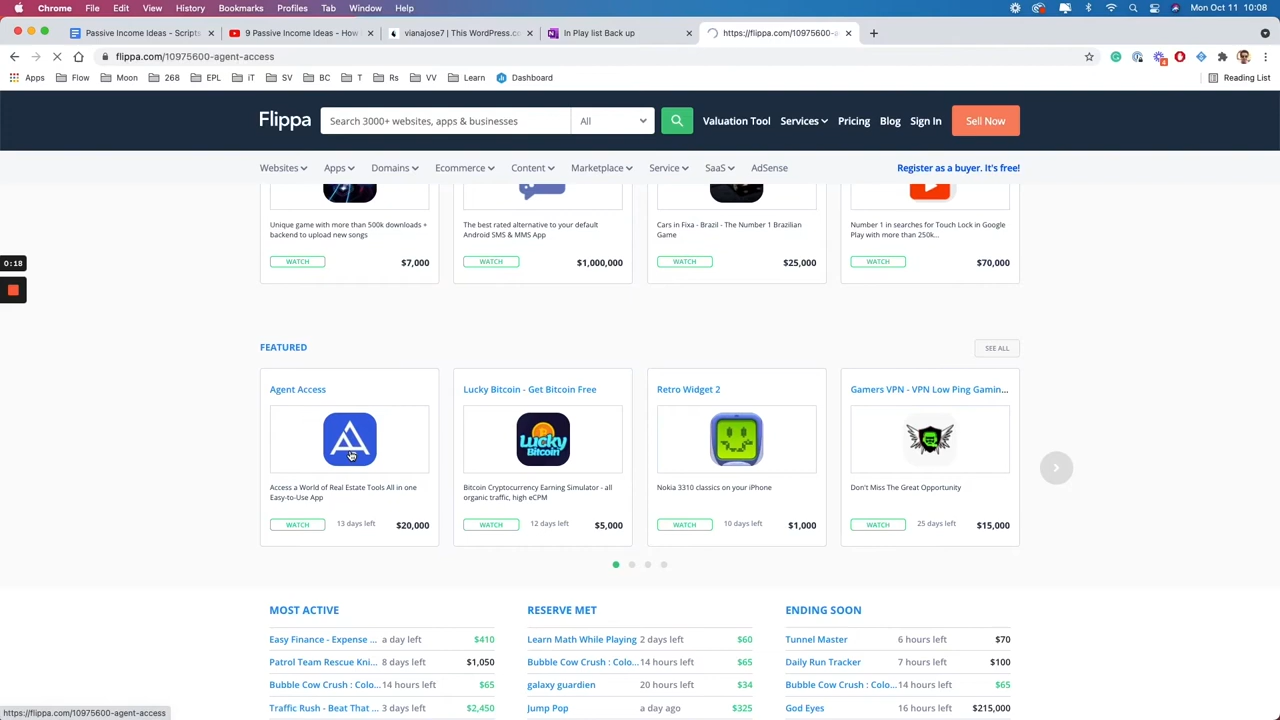 Chrome File Edit View History Bookmarks Profiles Tab Window Help
Mon Oct 11 10:08
Passive Income Ideas - Scripts
9 Passive Income Ideas - How
vianajose7 | This WordPress.co
In Play list Back up
https://flippa.com/10975600-a
flippa.com/10975600-agent-access
Apps Flow Moon 268 EPL iT SV BC T Rs VV Learn Dashboard Reading List
Flippa Search 3000+ websites, apps & businesses All Valuation Tool Services Pricing Blog Sign In Sell Now
Websites Apps Domains Ecommerce Content Marketplace Service SaaS AdSense Register as a buyer. It's free!
Unique game with more than 500k downloads +
backend to upload new songs
WATCH $7,000
The best rated alternative to your default
Android SMS & MMS App
WATCH $1,000,000
Cars in Fixa - Brazil - The Number 1 Brazilian
Game
WATCH $25,000
Number 1 in searches for Touch Lock in Google
Play with more than 250k...
WATCH $70,000
0:18
FEATURED SEE ALL
Agent Access
Access a World of Real Estate Tools All in one
Easy-to-Use App
WATCH 13 days left $20,000
Lucky Bitcoin - Get Bitcoin Free
Lucky
Bitcoin
Bitcoin Cryptocurrency Earning Simulator - all
organic traffic, high eCPM
WATCH 12 days left $5,000
Retro Widget 2
Nokia 3310 classics on your iPhone
WATCH 10 days left $1,000
Gamers VPN - VPN Low Ping Gamin...
Don't Miss The Great Opportunity
WATCH 25 days left $15,000
MOST ACTIVE
Easy Finance - Expense ... a day left $410
Patrol Team Rescue Kni... 8 days left $1,050
Bubble Cow Crush : Colo... 14 hours left $65
Traffic Rush - Beat That ... 3 days left $2,450
RESERVE MET
Learn Math While Playing 2 days left $60
Bubble Cow Crush : Colo... 14 hours left $65
galaxy guardien 20 hours left $34
Jump Pop a day ago $325
ENDING SOON
Tunnel Master 6 hours left $70
Daily Run Tracker 7 hours left $100
Bubble Cow Crush : Colo... 14 hours left $65
God Eyes 16 hours left $215,000
https://flippa.com/10975600-agent-access